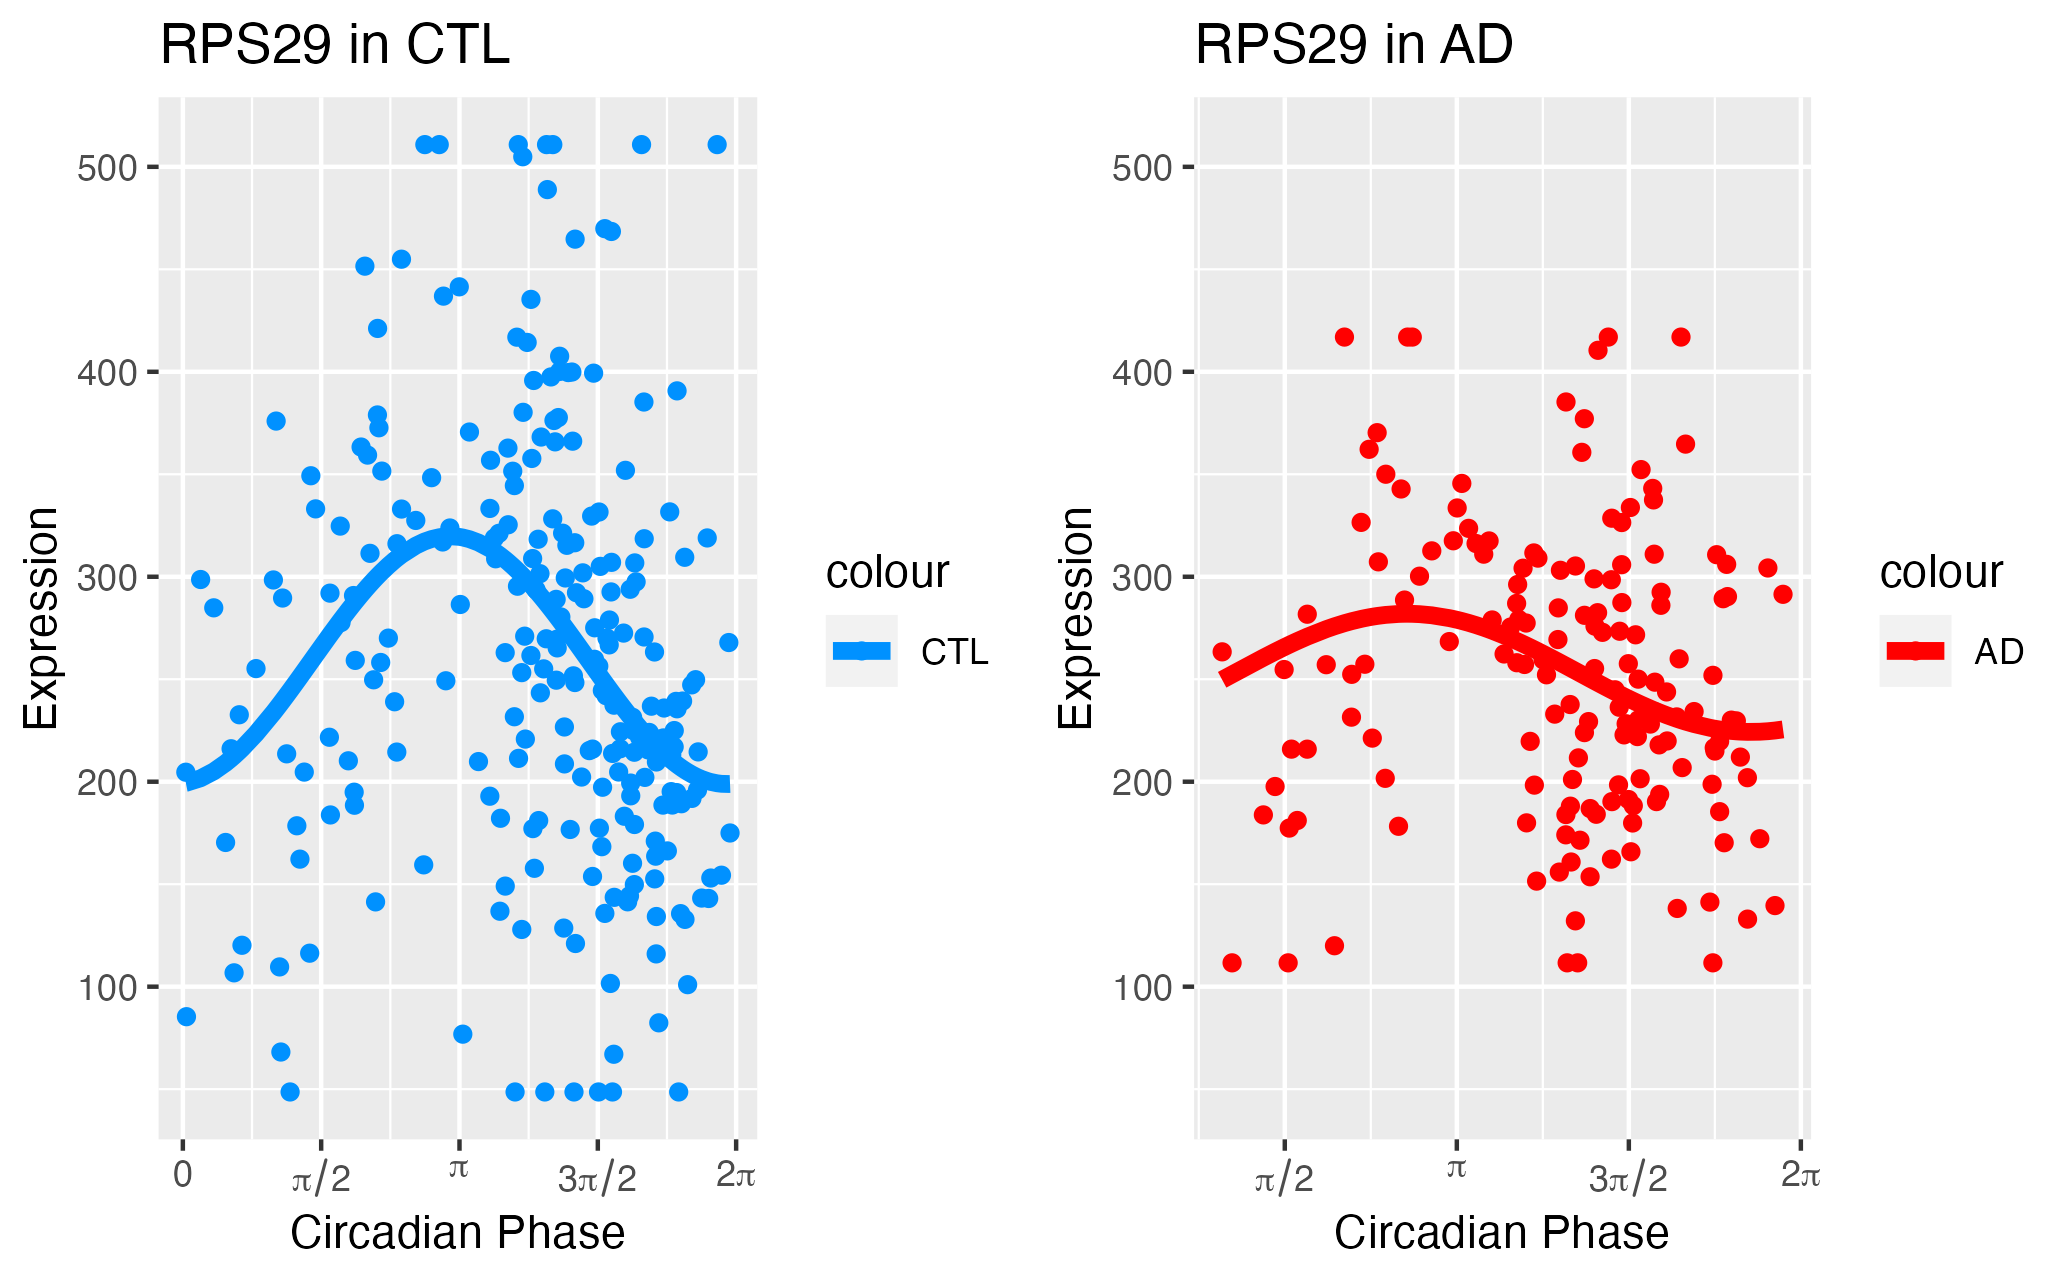 RPS29 in CTL
500
400
300
200
100
Expression
0
π/2
π
3π/2
2π
Circadian Phase
colour
CTL
RPS29 in AD
500
400
300
200
100
Expression
π/2
π
3π/2
2π
Circadian Phase
colour
AD